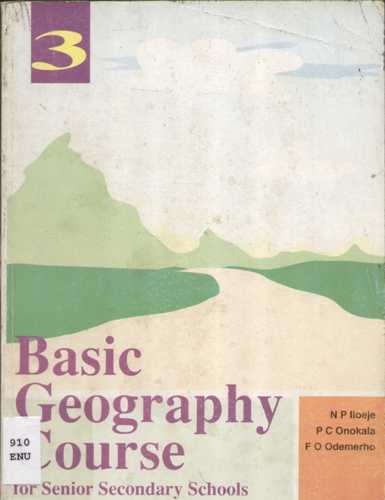 3
Basic
Geography
Course
for Senior Secondary Schools
N P Iloeje
P C Onokala
F O Odemerho
910
ENU